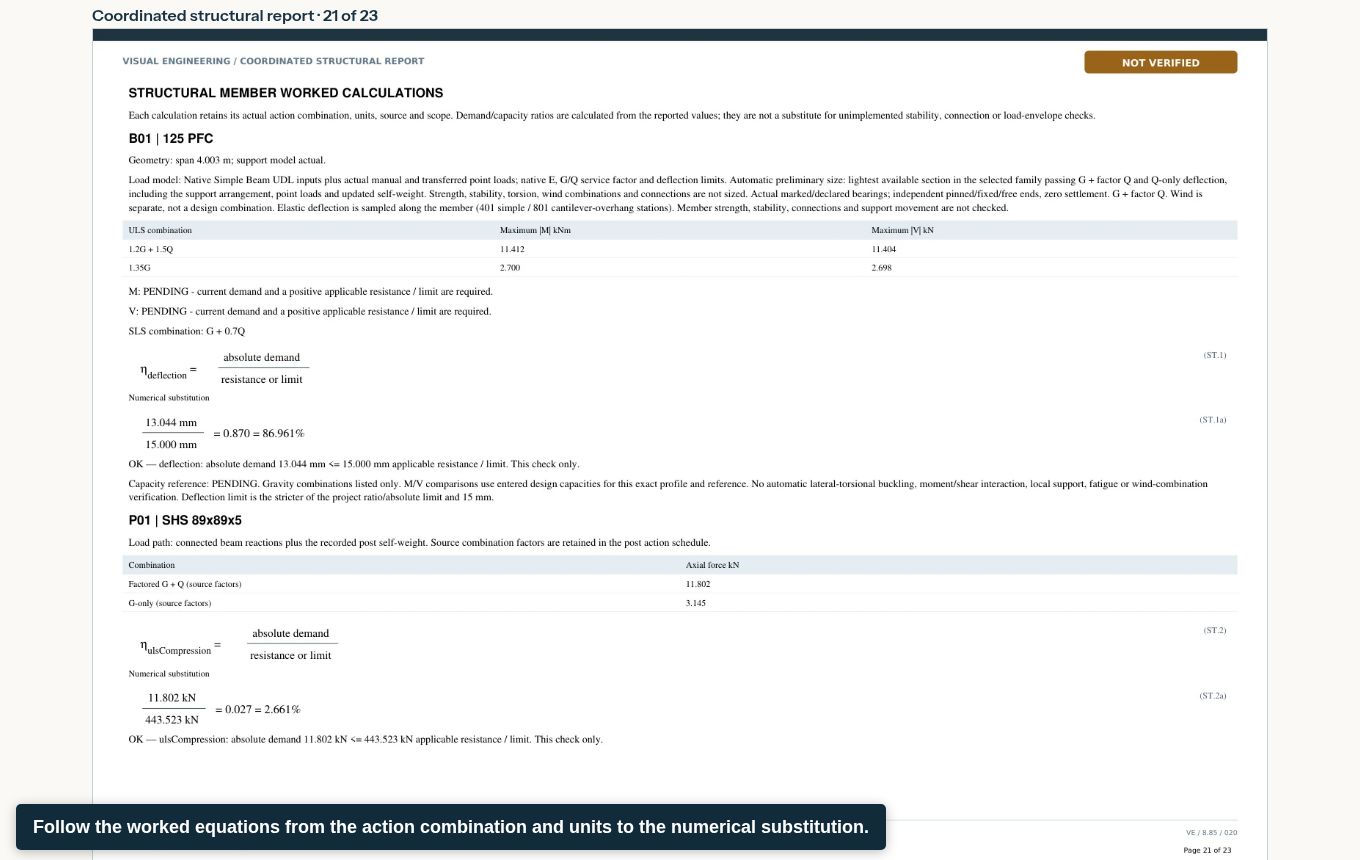 Coordinated structural report · 21 of 23
VISUAL ENGINEERING / COORDINATED STRUCTURAL REPORT
NOT VERIFIED
STRUCTURAL MEMBER WORKED CALCULATIONS
Each calculation retains its actual action combination, units, source and scope. Demand/capacity ratios are calculated from the reported values; they are not a substitute for unimplemented stability, connection or load-envelope checks.
B01 | 125 PFC
Geometry: span 4.003 m; support model actual.
Load model: Native Simple Beam UDL inputs plus actual manual and transferred point loads; native E, G/Q service factor and deflection limits. Automatic preliminary size: lightest available section in the selected family passing G + factor Q and Q-only deflection,
including the support arrangement, point loads and updated self-weight. Strength, stability, torsion, wind combinations and connections are not sized. Actual marked/declared bearings; independent pinned/fixed/free ends, zero settlement. G + factor Q. Wind is
separate, not a design combination. Elastic deflection is sampled along the member (401 simple / 801 cantilever-overhang stations). Member strength, stability, connections and support movement are not checked.
ULS combination Maximum |M| kNm Maximum |V| kN
1.2G + 1.5Q 11.412 11.404
1.35G 2.700 2.698
M: PENDING - current demand and a positive applicable resistance / limit are required.
V: PENDING - current demand and a positive applicable resistance / limit are required.
SLS combination: G + 0.7Q
absolute demand
ηdeflection =
resistance or limit
(ST.1)
Numerical substitution
13.044 mm
= 0.870 = 86.961%
15.000 mm
(ST.1a)
OK — deflection: absolute demand 13.044 mm <= 15.000 mm applicable resistance / limit. This check only.
Capacity reference: PENDING. Gravity combinations listed only. M/V comparisons use entered design capacities for this exact profile and reference. No automatic lateral-torsional buckling, moment/shear interaction, local support, fatigue or wind-combination
verification. Deflection limit is the stricter of the project ratio/absolute limit and 15 mm.
P01 | SHS 89x89x5
Load path: connected beam reactions plus the recorded post self-weight. Source combination factors are retained in the post action schedule.
Combination Axial force kN
Factored G + Q (source factors) 11.802
G-only (source factors) 3.145
absolute demand
ηulsCompression =
resistance or limit
(ST.2)
Numerical substitution
11.802 kN
= 0.027 = 2.661%
443.523 kN
(ST.2a)
OK — ulsCompression: absolute demand 11.802 kN <= 443.523 kN applicable resistance / limit. This check only.
Follow the worked equations from the action combination and units to the numerical substitution.
VE / 8.85 / 020
Page 21 of 23